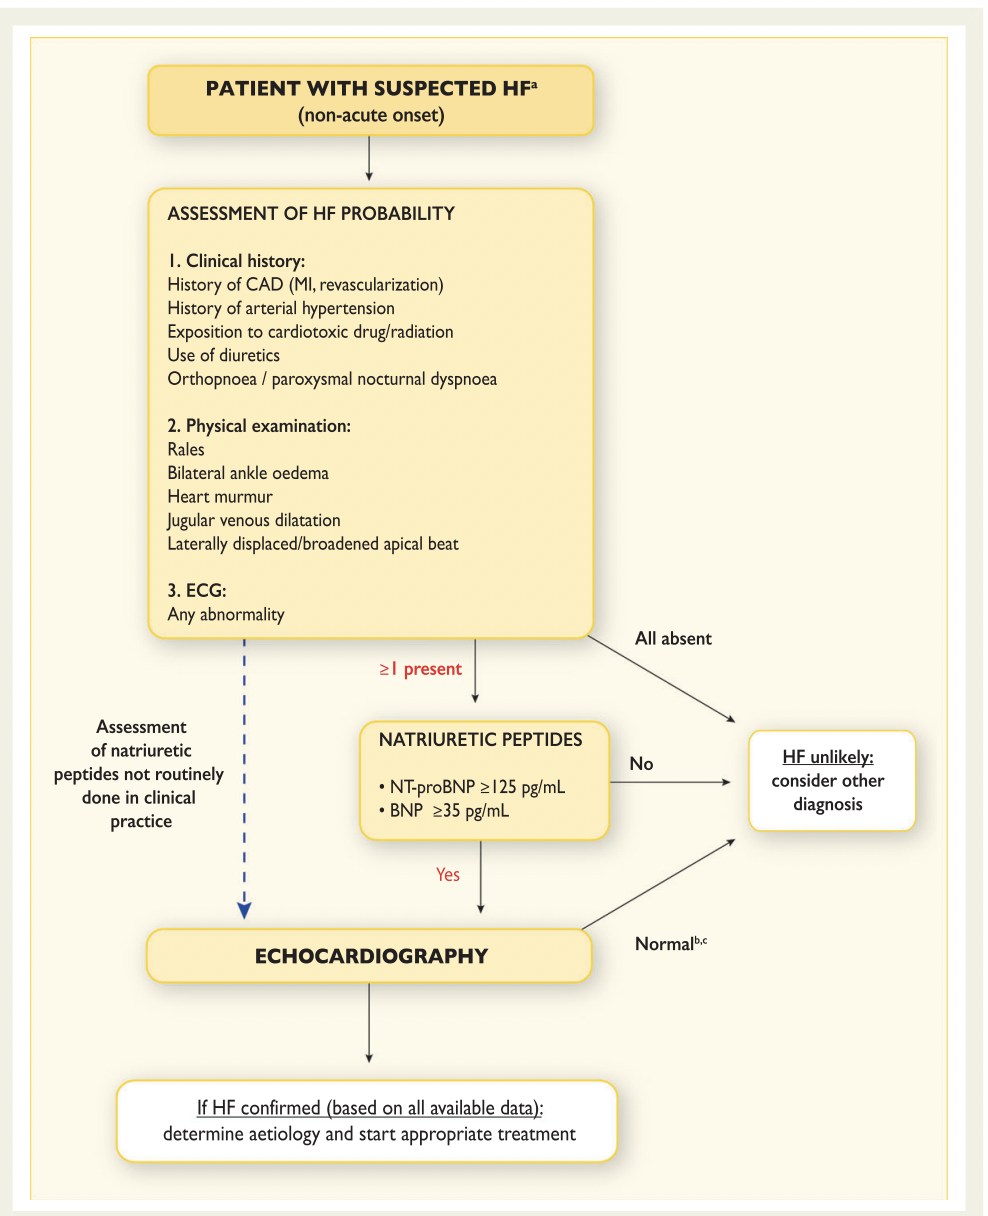 PATIENT WITH SUSPECTED HFª
(non-acute onset)
ASSESSMENT OF HF PROBABILITY
1. Clinical history:
History of CAD (MI, revascularization)
History of arterial hypertension
Exposition to cardiotoxic drug/radiation
Use of diuretics
Orthopnoea / paroxysmal nocturnal dyspnoea
2. Physical examination:
Rales
Bilateral ankle oedema
Heart murmur
Jugular venous dilatation
Laterally displaced/broadened apical beat
3. ECG:
Any abnormality
All absent
≥1 present
Assessment
of natriuretic
peptides not routinely
done in clinical
practice
NATRIURETIC PEPTIDES
• NT-proBNP ≥125 pg/mL
• BNP ≥35 pg/mL
No
HF unlikely:
consider other
diagnosis
Yes
Normalb,c
ECHOCARDIOGRAPHY
If HF confirmed (based on all available data):
determine aetiology and start appropriate treatment